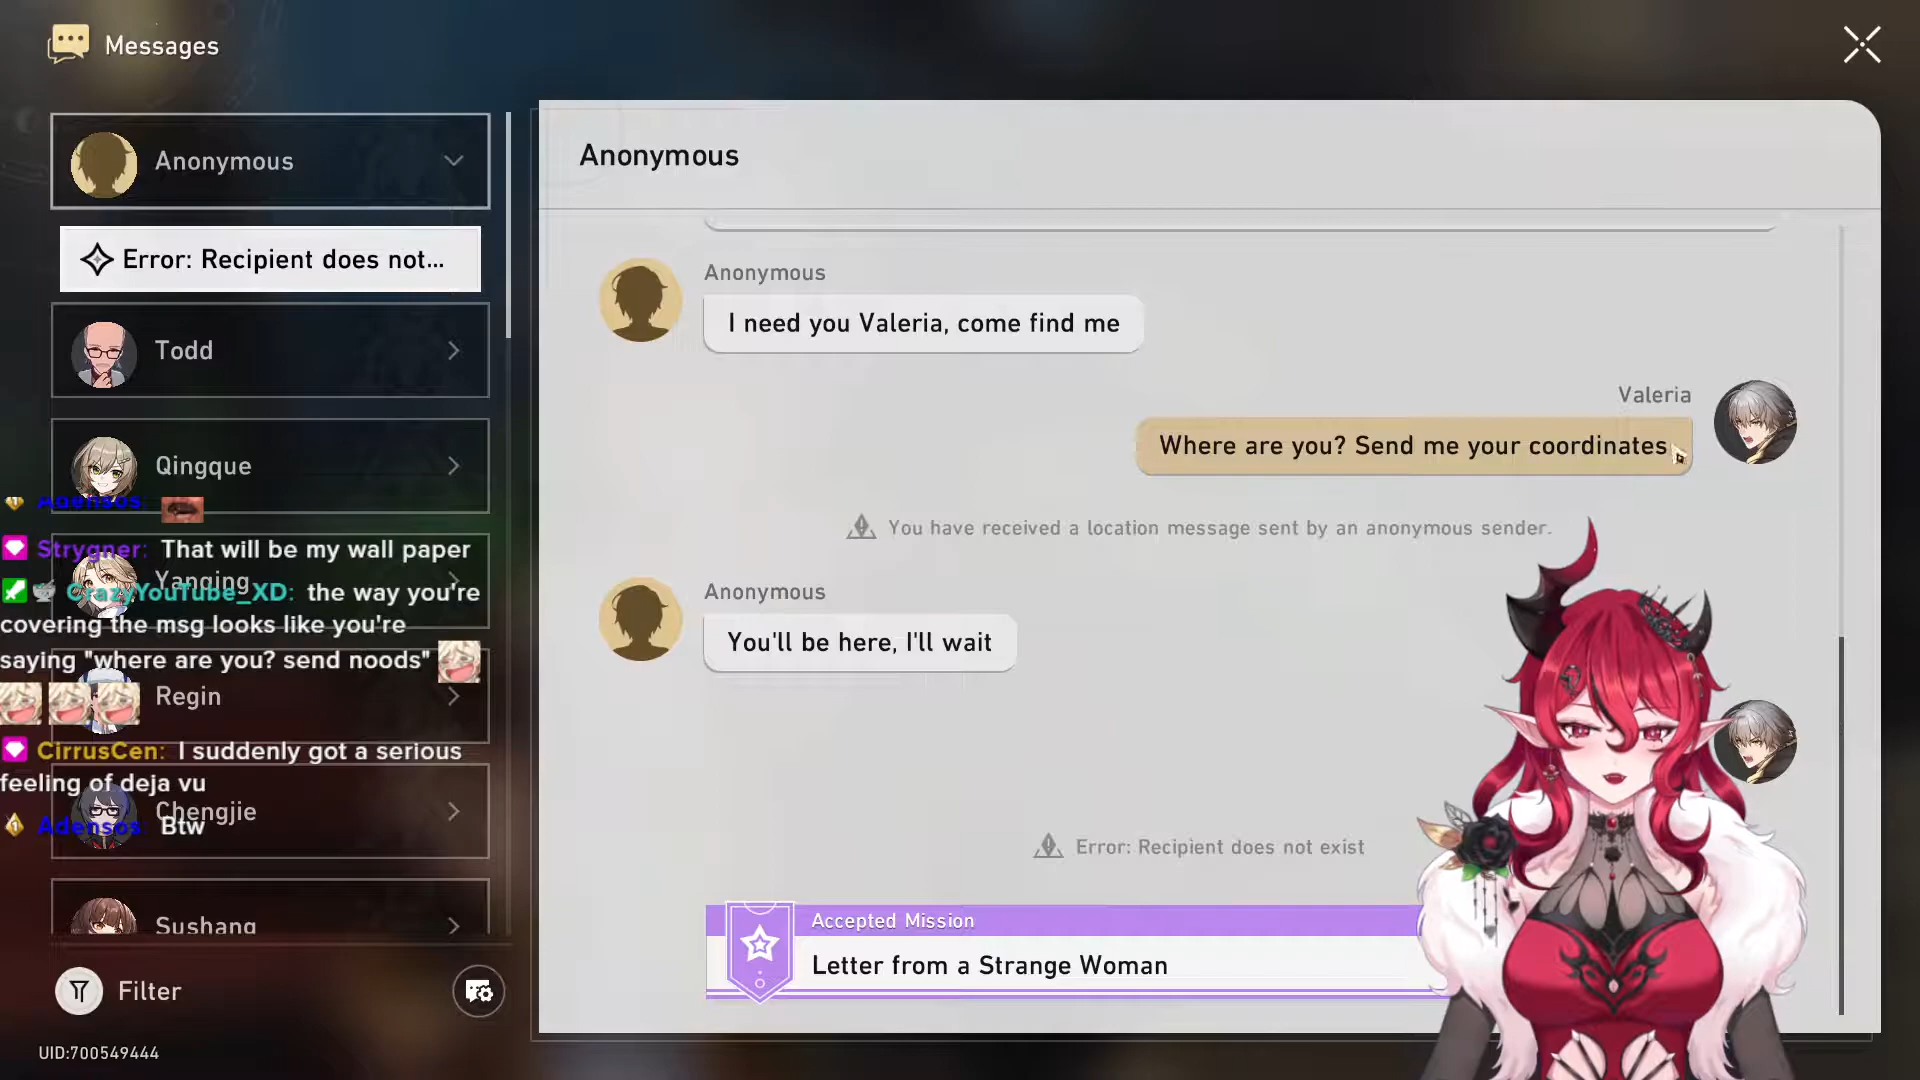 Messages
Anonymous
Error: Recipient does not...
Todd
Qingque
Adensos:
Strygner: That will be my wall paper
Yanqing
CrazyYouTube_XD: the way you're
covering the msg looks like you're
saying "where are you? send noods"
Regin
CirrusCen: I suddenly got a serious
feeling of deja vu
Chengjie
Adensos: Btw
Sushang
Filter
UID:700549444
Anonymous
Anonymous
I need you Valeria, come find me
Valeria
Where are you? Send me your coordinates
You have received a location message sent by an anonymous sender.
Anonymous
You'll be here, I'll wait
Error: Recipient does not exist
Accepted Mission
Letter from a Strange Woman